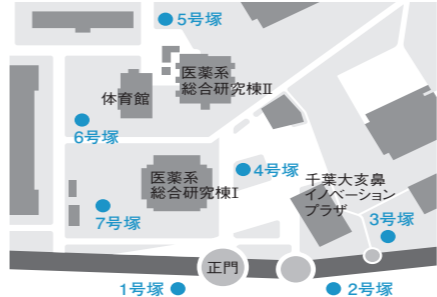 5号塚
医薬系
総合研究棟Ⅱ
体育館
6号塚
医薬系
総合研究棟Ⅰ
4号塚
千葉大亥鼻
イノベーション
プラザ
7号塚
3号塚
正門
1号塚
2号塚